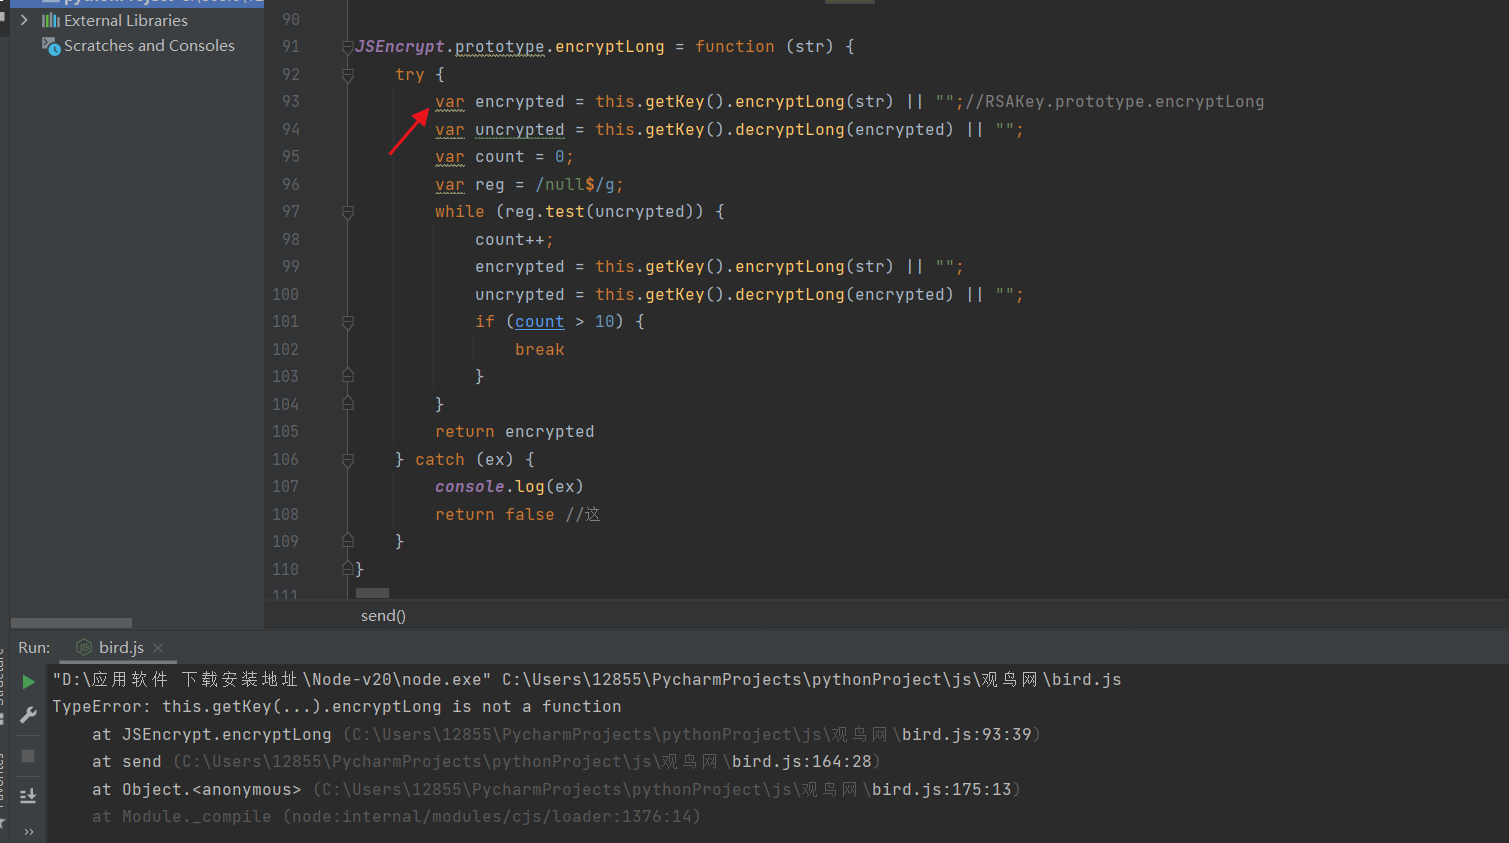 External Libraries
Scratches and Consoles
90
91 JSEncrypt.prototype.encryptLong = function (str) {
92 try {
93 var encrypted = this.getKey().encryptLong(str) || "";//RSAKey.prototype.encryptLong
94 var uncrypted = this.getKey().decryptLong(encrypted) || "";
95 var count = 0;
96 var reg = /null$/g;
97 while (reg.test(uncrypted)) {
98 count++;
99 encrypted = this.getKey().encryptLong(str) || "";
100 uncrypted = this.getKey().decryptLong(encrypted) || "";
101 if (count > 10) {
102 break
103 }
104 }
105 return encrypted
106 } catch (ex) {
107 console.log(ex)
108 return false //这
109 }
110 }
111
send()
Run: bird.js
"D:\应用软件 下载安装地址\Node-v20\node.exe" C:\Users\12855\PycharmProjects\pythonProject\js\观鸟网\bird.js
TypeError: this.getKey(...).encryptLong is not a function
at JSEncrypt.encryptLong (C:\Users\12855\PycharmProjects\pythonProject\js\观鸟网\bird.js:93:39)
at send (C:\Users\12855\PycharmProjects\pythonProject\js\观鸟网\bird.js:164:28)
at Object.<anonymous> (C:\Users\12855\PycharmProjects\pythonProject\js\观鸟网\bird.js:175:13)
at Module._compile (node:internal/modules/cjs/loader:1376:14)